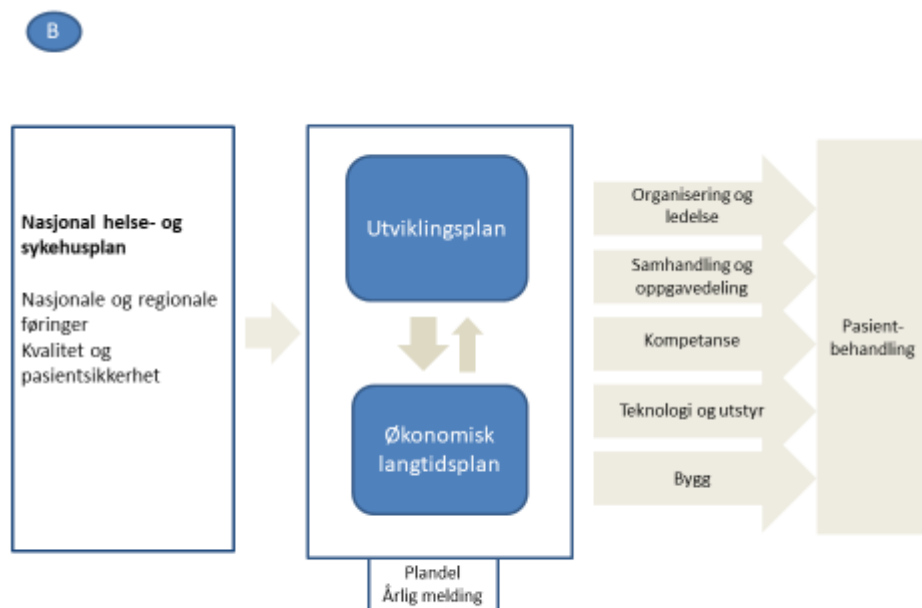 B
Nasjonal helse- og
sykehusplan
Nasjonale og regionale
føringer
Kvalitet og
pasientsikkerhet
Utviklingsplan
Økonomisk
langtidsplan
Plandel
Årlig melding
Organisering og
ledelse
Samhandling og
oppgavedeling
Kompetanse
Teknologi og utstyr
Bygg
Pasient-
behandling